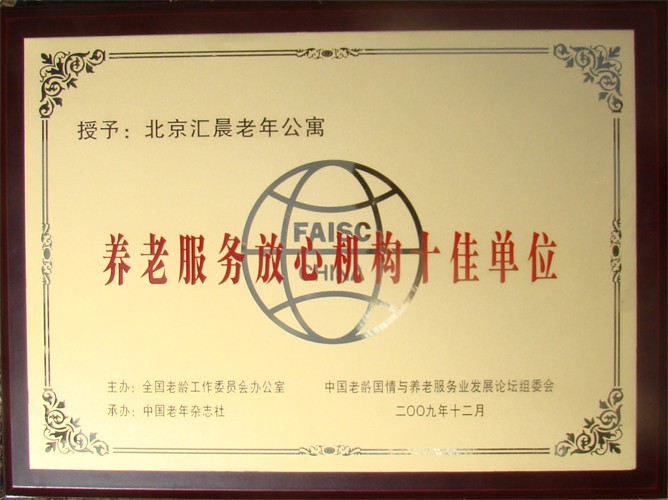 授予：北京汇晨老年公寓
FAISC
CHINA
养老服务放心机构十佳单位
主办：全国老龄工作委员会办公室 中国老龄国情与养老服务业发展论坛组委会
承办：中国老年杂志社 二〇〇九年十二月